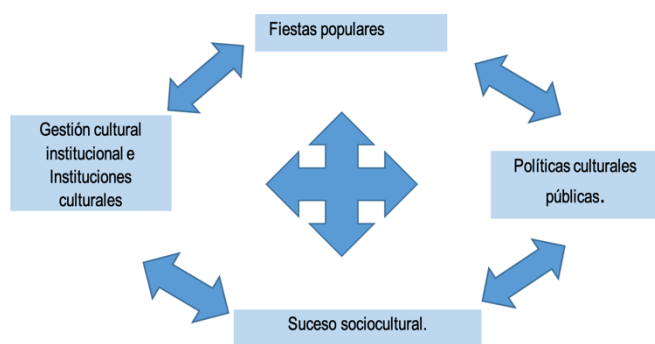 Fiestas populares
Gestión cultural
institucional e
Instituciones
culturales
Políticas culturales
públicas.
Suceso sociocultural.